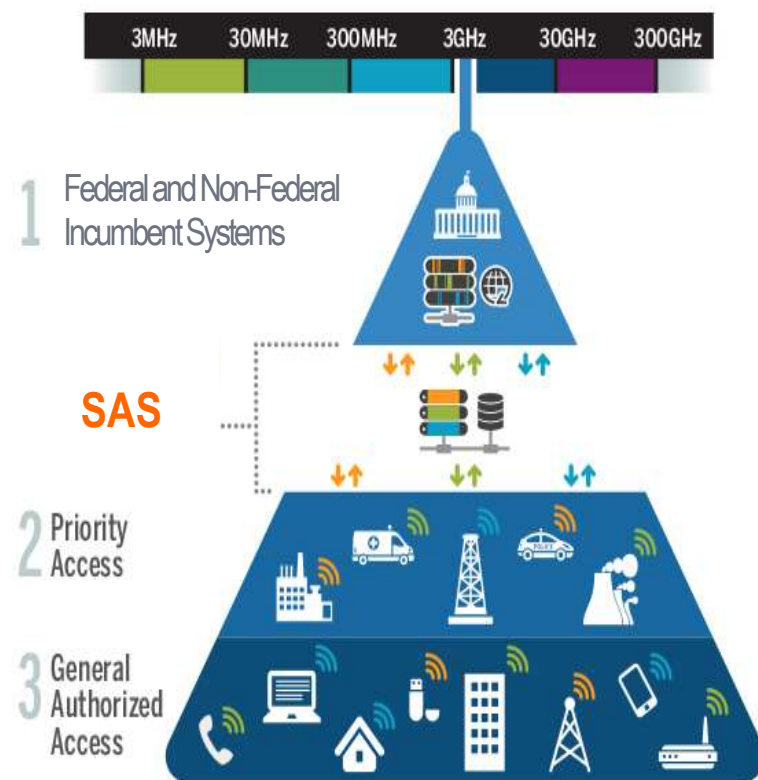 3MHz 30MHz 300MHz 3GHz 30GHz 300GHz
1 Federal and Non-Federal
Incumbent Systems
SAS
2 Priority
Access
POLICE
3 General
Authorized
Access